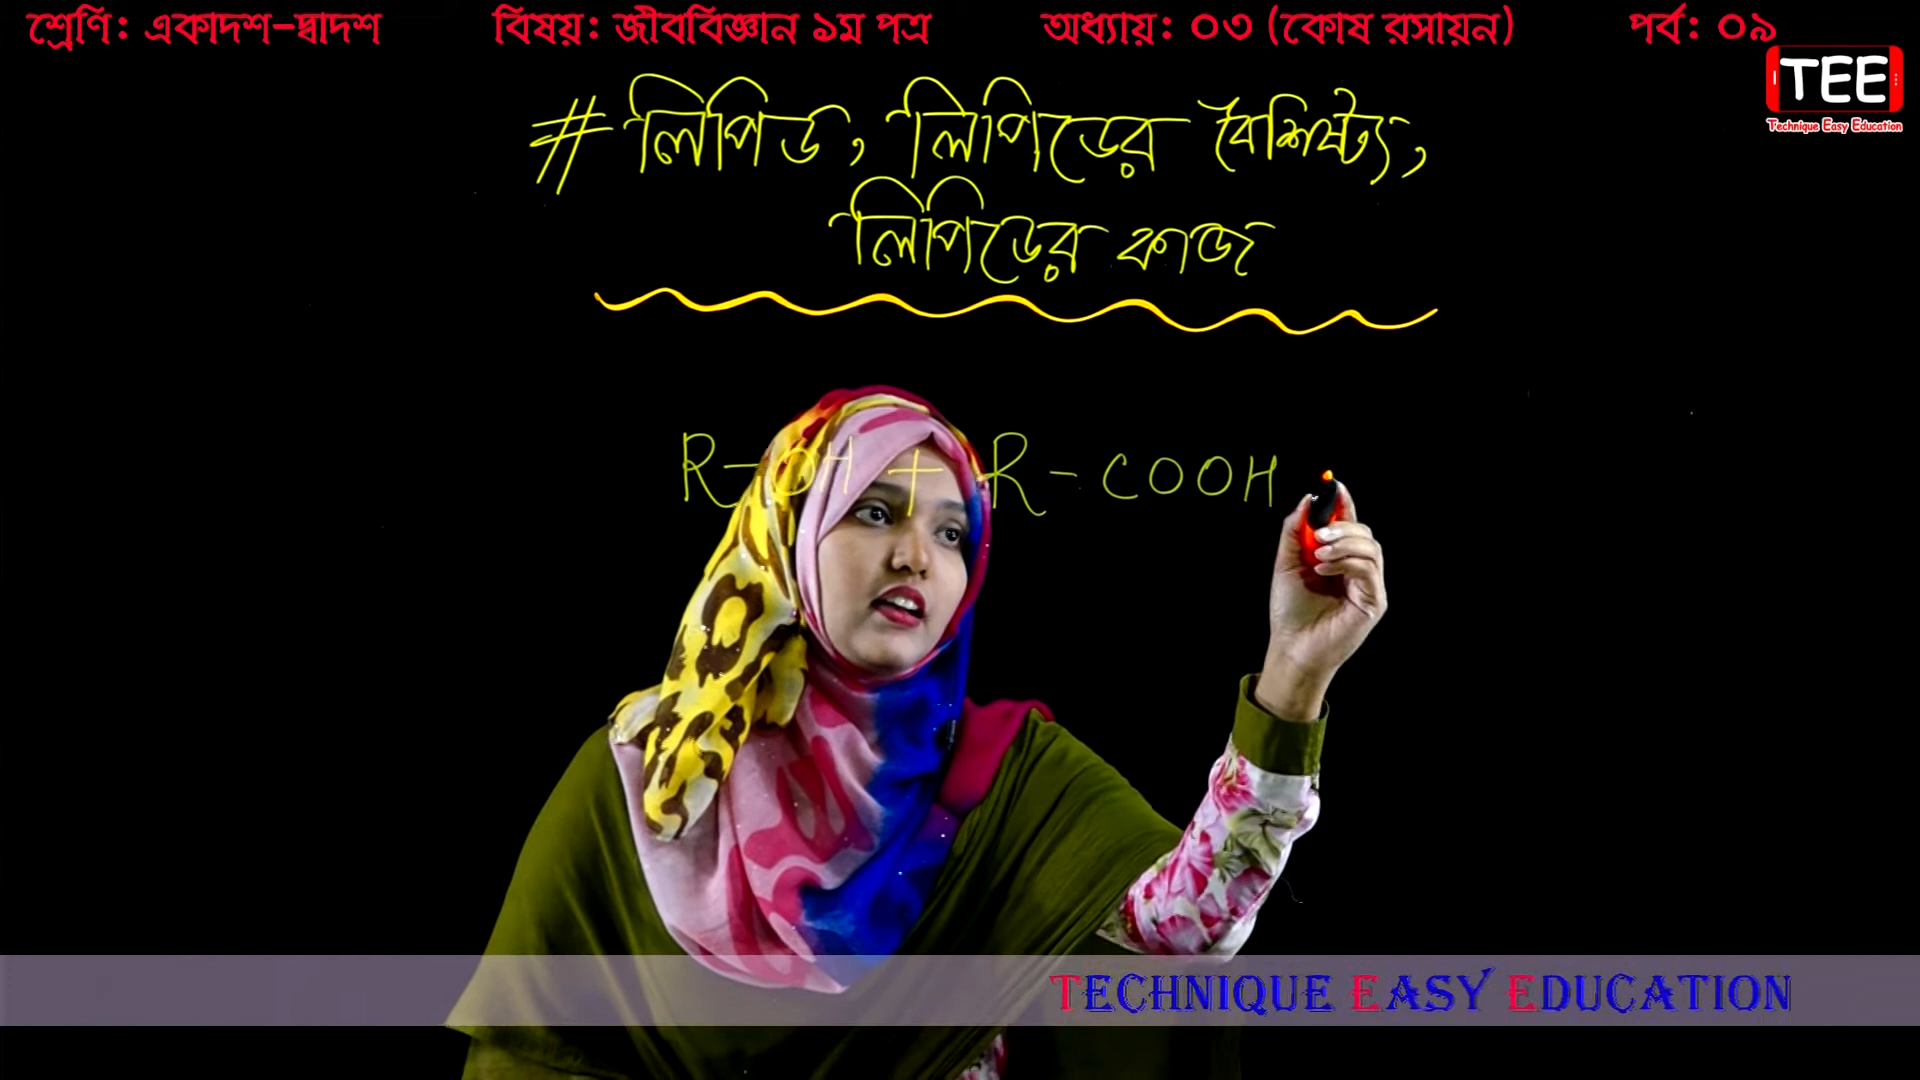 শ্রেণি: একাদশ-দ্বাদশ বিষয়: জীববিজ্ঞান ১ম পত্র অধ্যায়: ০৩ (কোষ রসায়ন) পর্ব: ০৯
TEE
Technique Easy Education
# লিপিড, লিপিডের বৈশিষ্ট্য,
লিপিডের কাজ
R-OH + R-COOH
TECHNIQUE EASY EDUCATION